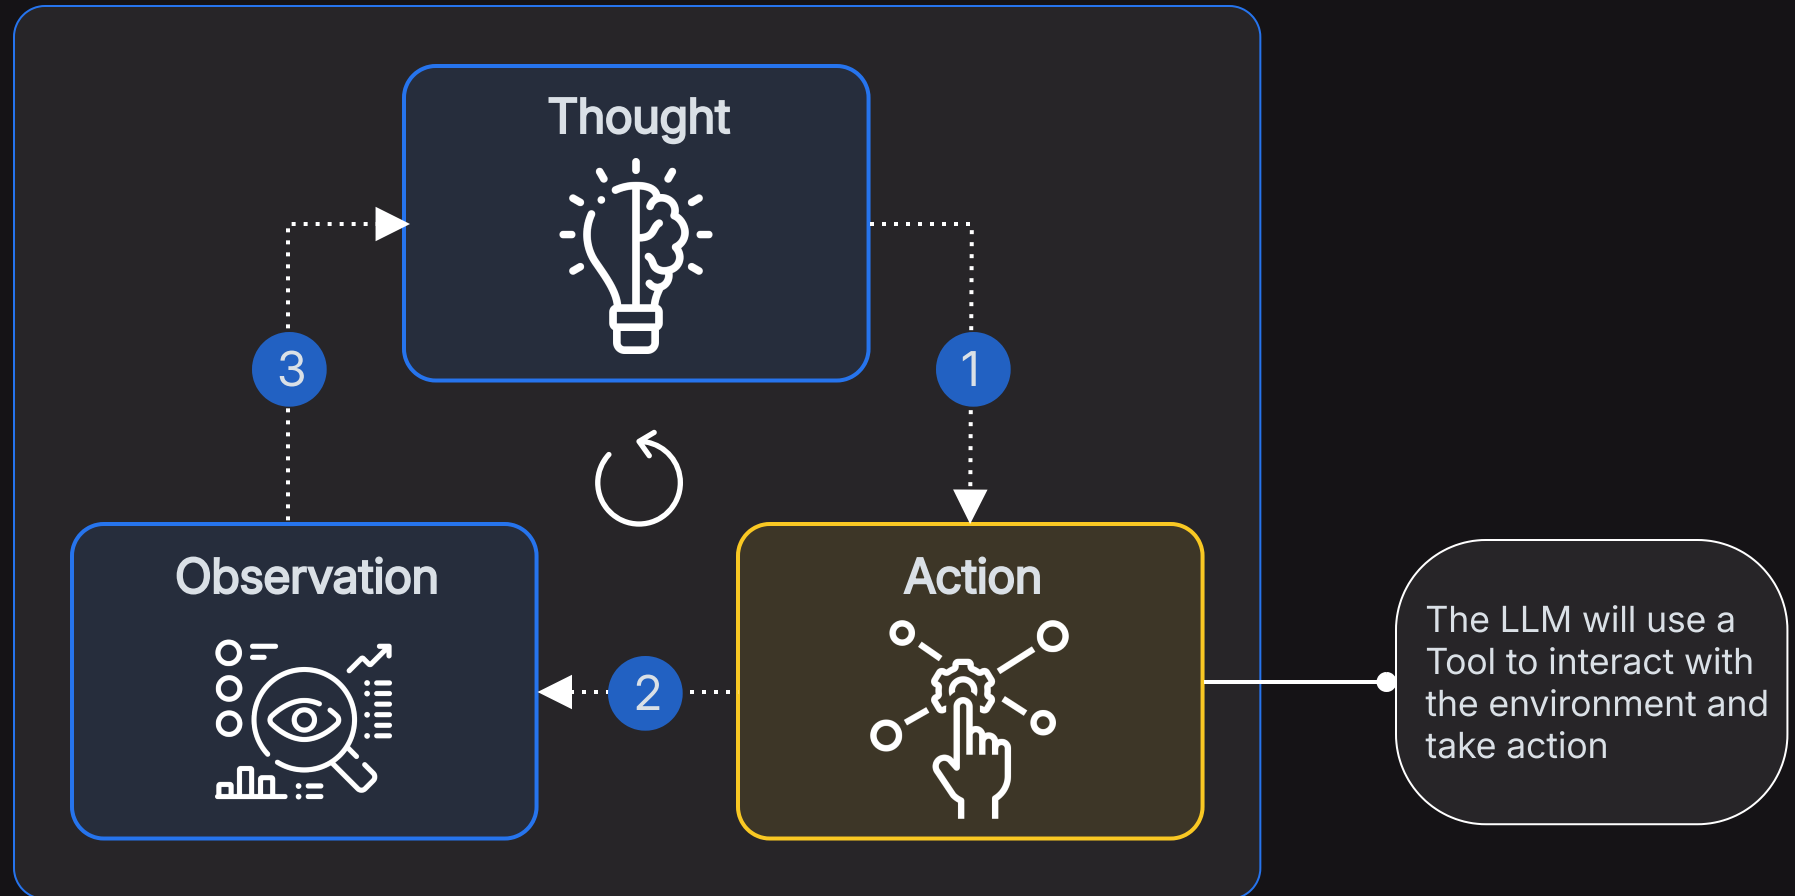 Thought
3
1
Observation
Action
2
The LLM will use a
Tool to interact with
the environment and
take action